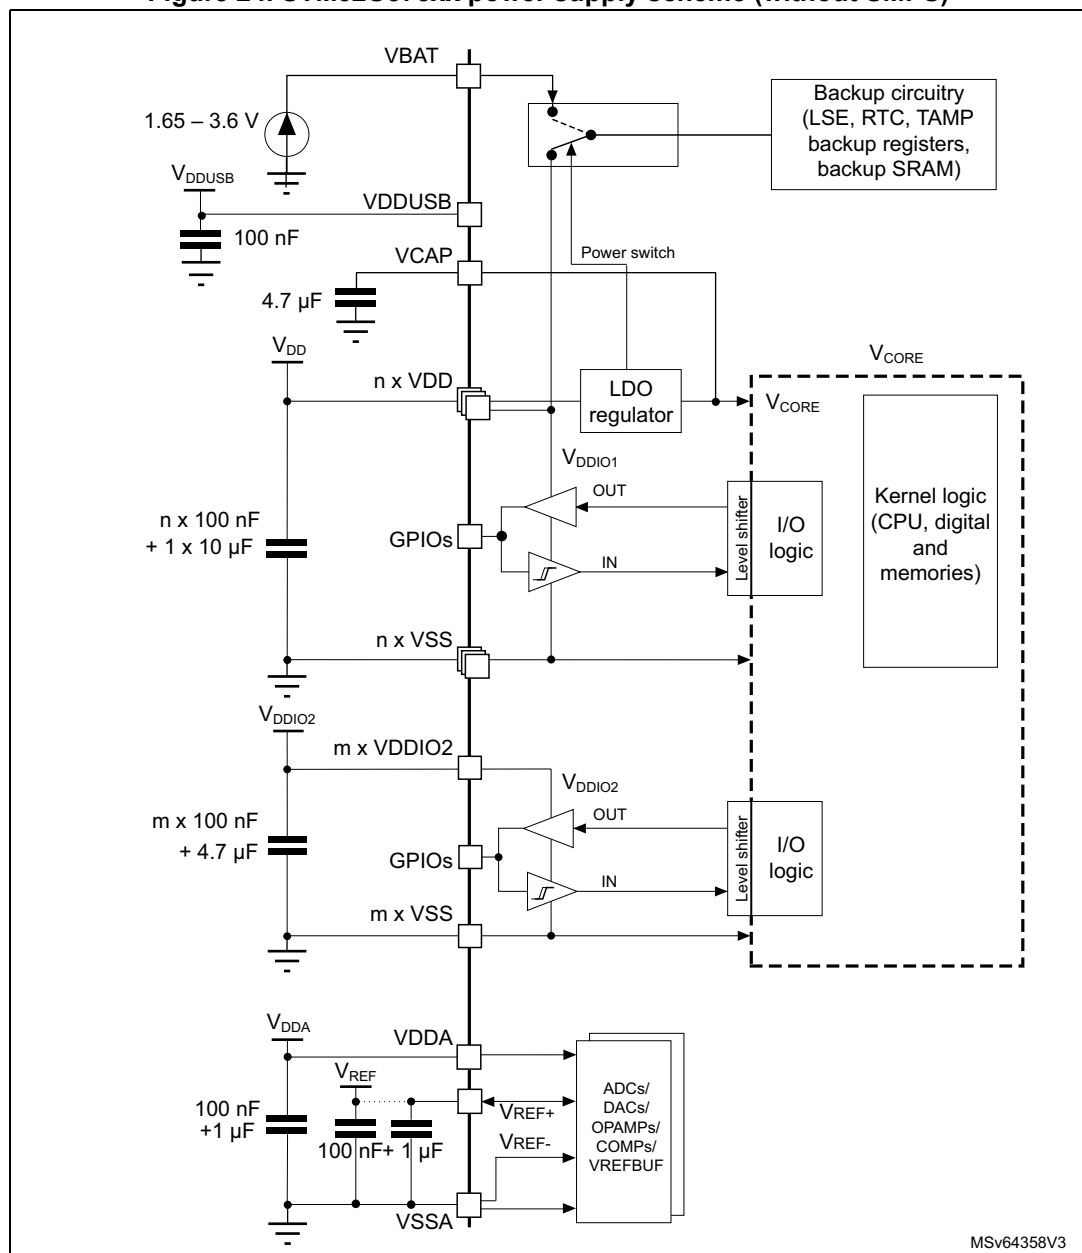 VBAT
1.65 – 3.6 V
Backup circuitry
(LSE, RTC, TAMP
backup registers,
backup SRAM)
VDDUSB
VDDUSB
100 nF
Power switch
VCAP
4.7 µF
VDD
n x VDD
LDO
regulator
VCORE
VCORE
VDDIO1
OUT
IN
n x 100 nF
+ 1 x 10 µF
GPIOs
Level shifter
I/O
logic
Kernel logic
(CPU, digital
and
memories)
n x VSS
VDDIO2
m x VDDIO2
VDDIO2
OUT
IN
m x 100 nF
+ 4.7 µF
GPIOs
Level shifter
I/O
logic
m x VSS
VDDA
VDDA
VREF
100 nF
+1 µF
100 nF+ 1 µF
VREF+
VREF-
ADCs/
DACs/
OPAMPs/
COMPs/
VREFBUF
VSSA
MSv64358V3